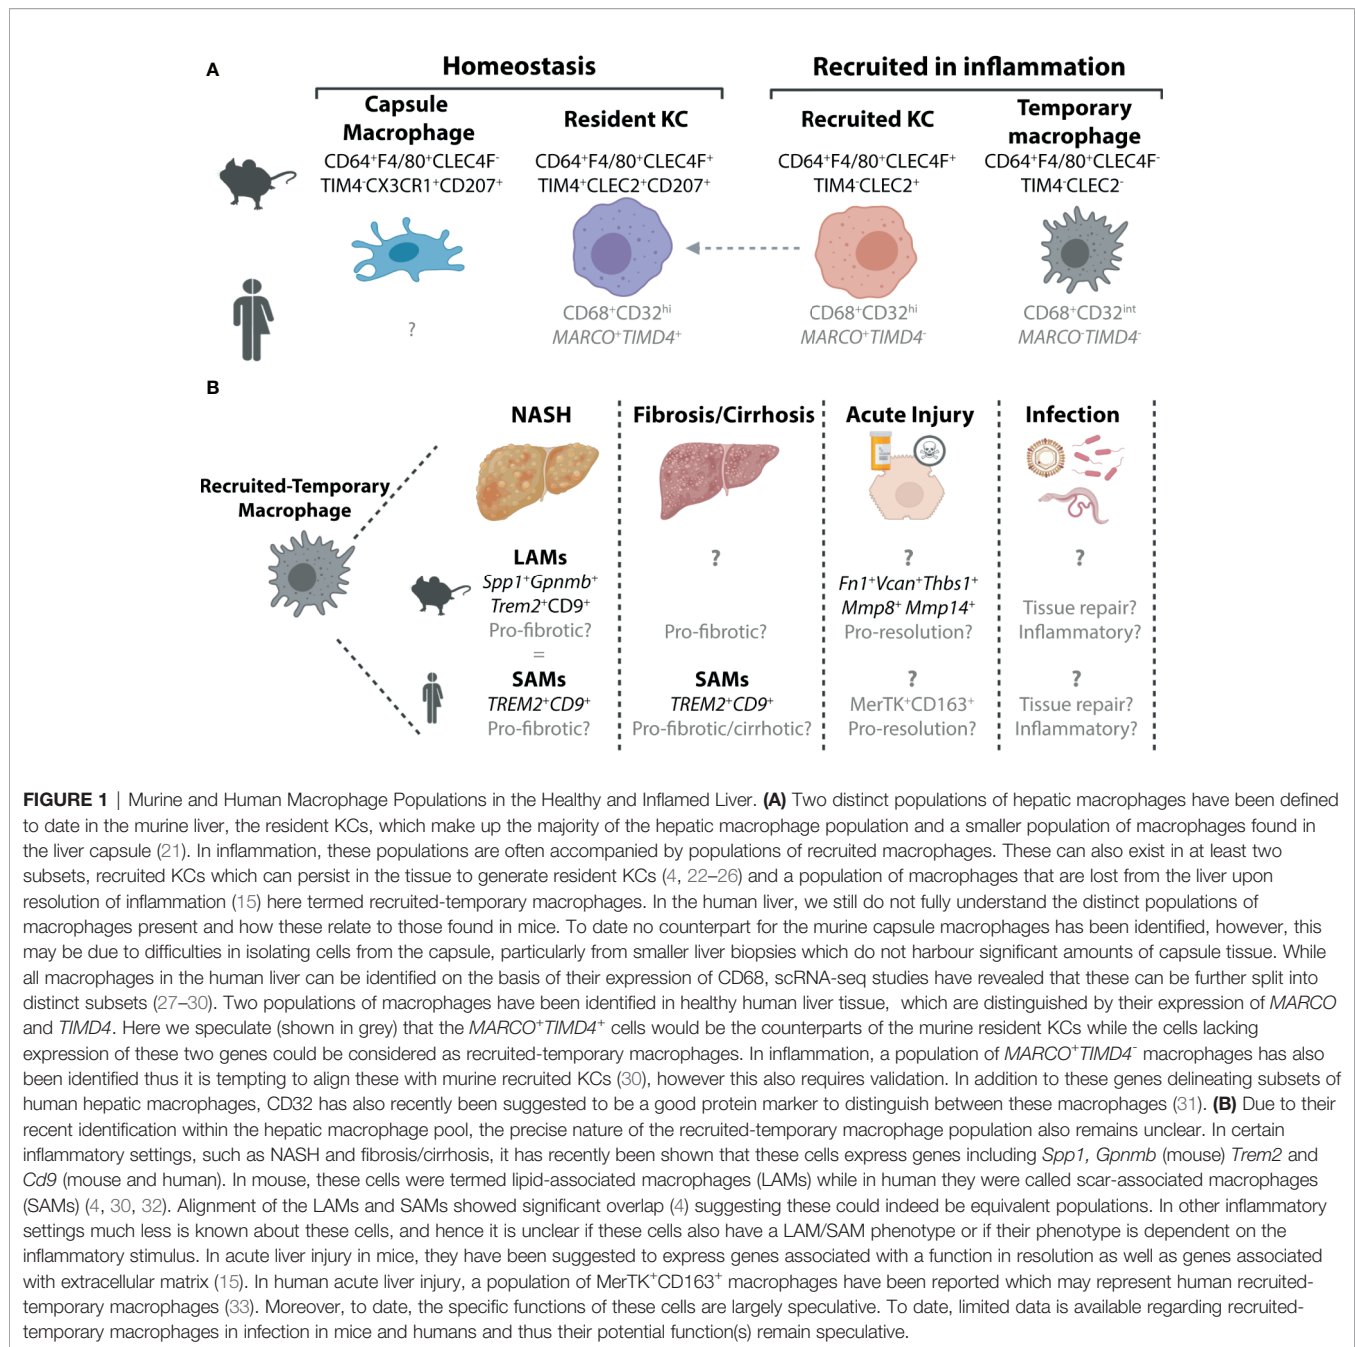 A
Homeostasis
Recruited in inflammation
Capsule
Macrophage
Resident KC
Recruited KC
Temporary
macrophage
CD64⁺F4/80⁺CLEC4F⁻
TIM4⁻CX3CR1⁺CD207⁺
CD64⁺F4/80⁺CLEC4F⁺
TIM4⁺CLEC2⁺CD207⁺
CD64⁺F4/80⁺CLEC4F⁺
TIM4⁻CLEC2⁺
CD64⁺F4/80⁺CLEC4F⁻
TIM4⁻CLEC2⁻
?
CD68⁺CD32ʰⁱ
MARCO⁺TIMD4⁺
CD68⁺CD32ʰⁱ
MARCO⁺TIMD4⁻
CD68⁺CD32ⁱⁿᵗ
MARCO⁻TIMD4⁻
B
NASH
Fibrosis/Cirrhosis
Acute Injury
Infection
Recruited-Temporary
Macrophage
LAMs
Spp1⁺Gpnmb⁺
Trem2⁺CD9⁺
Pro-fibrotic?
=
SAMs
TREM2⁺CD9⁺
Pro-fibrotic?
?
Pro-fibrotic?
SAMs
TREM2⁺CD9⁺
Pro-fibrotic/cirrhotic?
?
Fn1⁺Vcan⁺Thbs1⁺
Mmp8⁺ Mmp14⁺
Pro-resolution?
?
MerTK⁺CD163⁺
Pro-resolution?
?
Tissue repair?
Inflammatory?
?
Tissue repair?
Inflammatory?
FIGURE 1 | Murine and Human Macrophage Populations in the Healthy and Inflamed Liver. (A) Two distinct populations of hepatic macrophages have been defined
to date in the murine liver, the resident KCs, which make up the majority of the hepatic macrophage population and a smaller population of macrophages found in
the liver capsule (21). In inflammation, these populations are often accompanied by populations of recruited macrophages. These can also exist in at least two
subsets, recruited KCs which can persist in the tissue to generate resident KCs (4, 22–26) and a population of macrophages that are lost from the liver upon
resolution of inflammation (15) here termed recruited-temporary macrophages. In the human liver, we still do not fully understand the distinct populations of
macrophages present and how these relate to those found in mice. To date no counterpart for the murine capsule macrophages has been identified, however, this
may be due to difficulties in isolating cells from the capsule, particularly from smaller liver biopsies which do not harbour significant amounts of capsule tissue. While
all macrophages in the human liver can be identified on the basis of their expression of CD68, scRNA-seq studies have revealed that these can be further split into
distinct subsets (27–30). Two populations of macrophages have been identified in healthy human liver tissue, which are distinguished by their expression of MARCO
and TIMD4. Here we speculate (shown in grey) that the MARCO⁺TIMD4⁺ cells would be the counterparts of the murine resident KCs while the cells lacking
expression of these two genes could be considered as recruited-temporary macrophages. In inflammation, a population of MARCO⁺TIMD4⁻ macrophages has also
been identified thus it is tempting to align these with murine recruited KCs (30), however this also requires validation. In addition to these genes delineating subsets of
human hepatic macrophages, CD32 has also recently been suggested to be a good protein marker to distinguish between these macrophages (31). (B) Due to their
recent identification within the hepatic macrophage pool, the precise nature of the recruited-temporary macrophage population also remains unclear. In certain
inflammatory settings, such as NASH and fibrosis/cirrhosis, it has recently been shown that these cells express genes including Spp1, Gpnmb (mouse) Trem2 and
Cd9 (mouse and human). In mouse, these cells were termed lipid-associated macrophages (LAMs) while in human they were called scar-associated macrophages
(SAMs) (4, 30, 32). Alignment of the LAMs and SAMs showed significant overlap (4) suggesting these could indeed be equivalent populations. In other inflammatory
settings much less is known about these cells, and hence it is unclear if these cells also have a LAM/SAM phenotype or if their phenotype is dependent on the
inflammatory stimulus. In acute liver injury in mice, they have been suggested to express genes associated with a function in resolution as well as genes associated
with extracellular matrix (15). In human acute liver injury, a population of MerTK⁺CD163⁺ macrophages have been reported which may represent human recruited-
temporary macrophages (33). Moreover, to date, the specific functions of these cells are largely speculative. To date, limited data is available regarding recruited-
temporary macrophages in infection in mice and humans and thus their potential function(s) remain speculative.